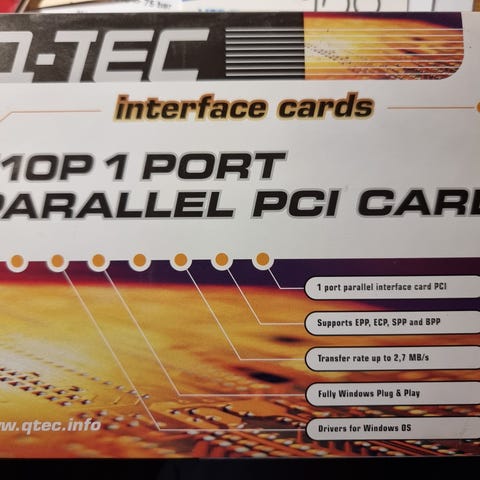 Q-TEC
interface cards
10P 1 PORT
PARALLEL PCI CARD
1 port parallel interface card PCI
Supports EPP, ECP, SPP and BPP
Transfer rate up to 2,7 MB/s
Fully Windows Plug & Play
Drivers for Windows OS
ww.qtec.info